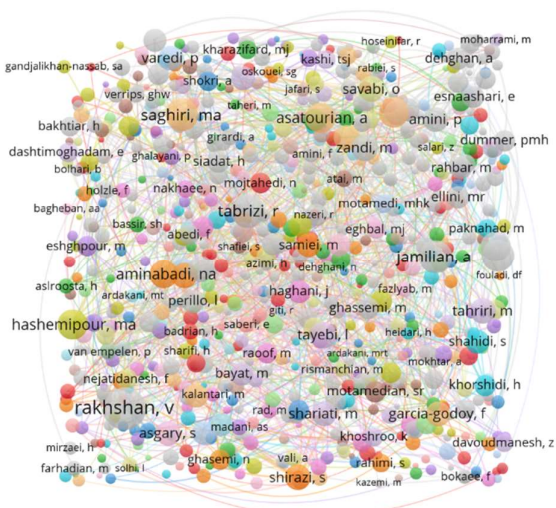 hoseinifar, r
moharrami, m
kharazifard, mj
varedi, p
kashi, tsj
dehghan, a
gandjalikhan-nassab, sa
oskouei, sg
rabiei, s
shokri, a
verrips, ghw
jafari, s
savabi, o
esnaashari, e
taheri, m
saghiri, ma
asatourian, a
amini, p
bakhtiar, h
girardi, a
zandi, m
salari, z
dummer, pmh
dashtimoghadam, e
ghalayani, p
siadat, h
amini, f
rahbar, m
bolhari, b
atai, m
holzle, f
nakhaee, n
mojtahedi, n
ellini, mr
bagheban, aa
tabrizi, r
nazeri, r
motamedi, mhk
bassir, sh
paknahad, m
abedi, f
eghbal, mj
eshghpour, m
shafiei, s
samiei, m
azimi, h
dehghani, n
jamilian, a
fouladi, df
aminabadi, na
aslroosta, h
haghani, j
fazlyab, m
ardakani, mt
perillo, l
giti, r
ghassemi, m
tahriri, m
hashemipour, ma
badrian, h
saberi, e
tayebi, l
heidari, h
shahidi, s
van empelen, p
sharifi, h
raoof, m
ardakani, mrt
mokhtar, a
rismanchian, m
nejatidanesh, f
bayat, m
khorshidi, h
kalantari, m
motamedian, sr
rakhshan, v
rad, m
shariati, m
garcia-godoy, f
asgary, s
madani, as
khoshroo, k
davoudmanesh, z
mirzaei, h
farhadian, m
solhi, l
ghasemi, n
vali, a
rahimi, s
shirazi, s
kazemi, m
bokaee, f